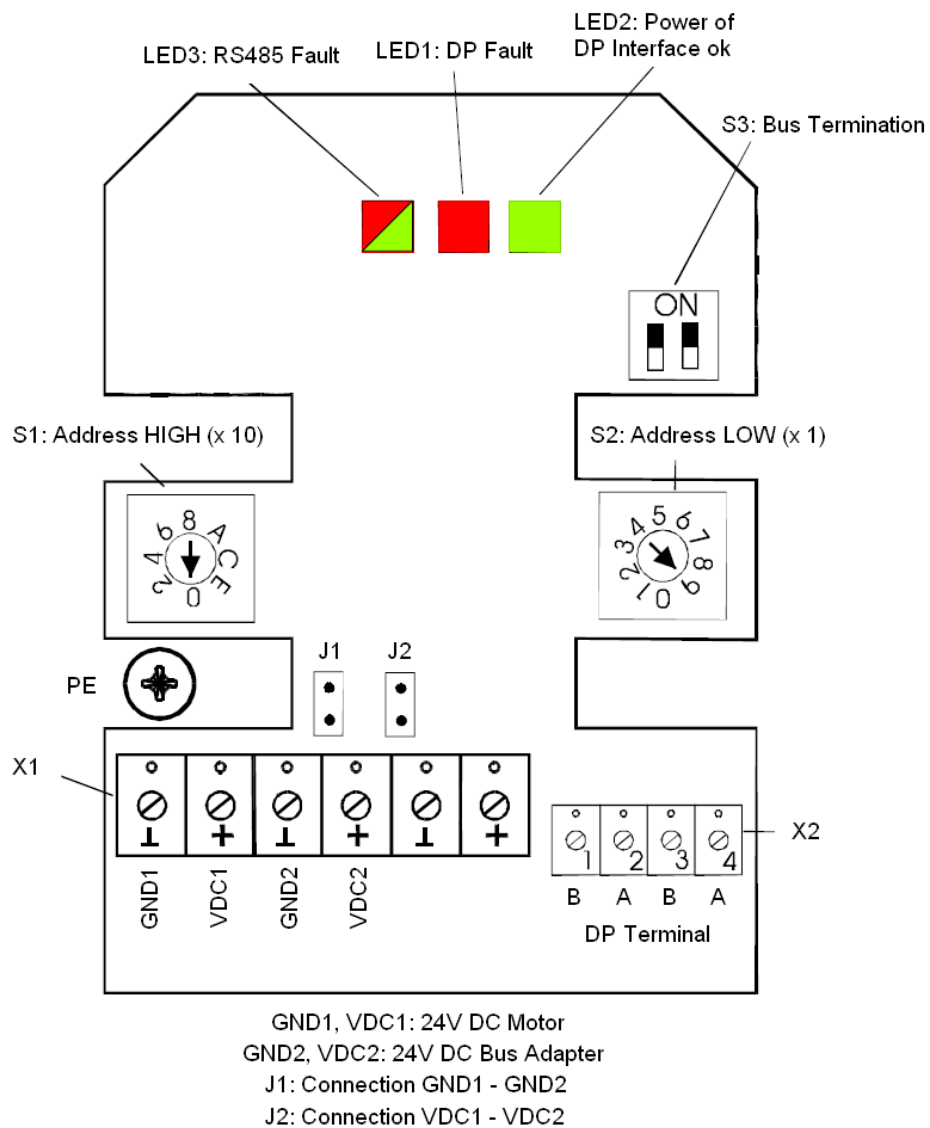 LED2: Power of
DP Interface ok
LED3: RS485 Fault
LED1: DP Fault
S3: Bus Termination
ON
S1: Address HIGH (x 10)
S2: Address LOW (x 1)
0 2 4 6 8 A C E
0 1 2 3 4 5 6 7 8 9
J1
J2
PE
X1
X2
1 2 3 4
B A B A
DP Terminal
GND1
VDC1
GND2
VDC2
GND1, VDC1: 24V DC Motor
GND2, VDC2: 24V DC Bus Adapter
J1: Connection GND1 - GND2
J2: Connection VDC1 - VDC2